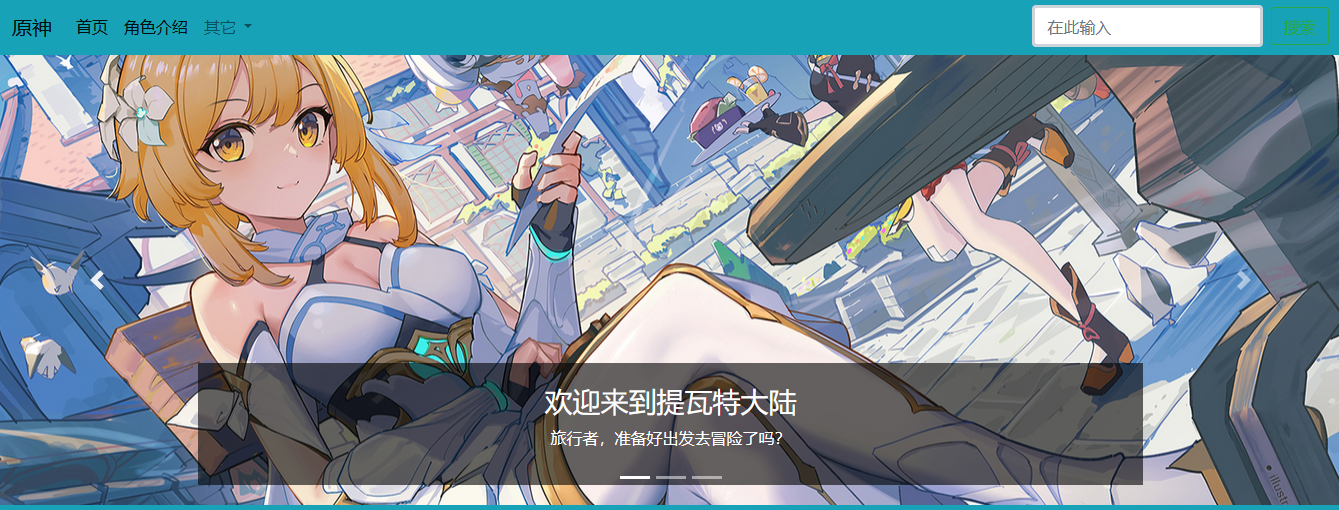 原神
首页
角色介绍
其它
在此输入
搜索
欢迎来到提瓦特大陆
旅行者，准备好出发去冒险了吗?